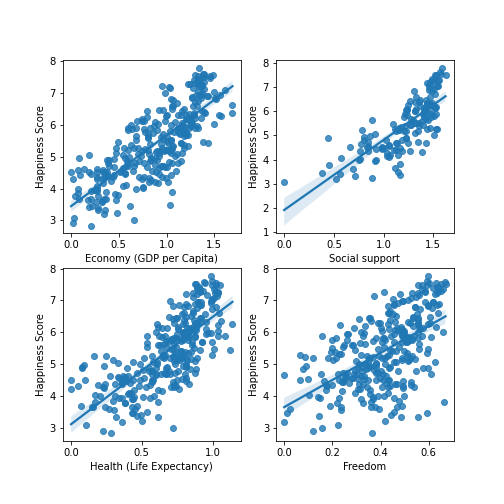 8
7
6
5
4
3
Happiness Score
0.0 0.5 1.0 1.5
Economy (GDP per Capita)
8
7
6
5
4
3
2
1
Happiness Score
0.0 0.5 1.0 1.5
Social support
8
7
6
5
4
3
Happiness Score
0.0 0.5 1.0
Health (Life Expectancy)
8
7
6
5
4
3
Happiness Score
0.0 0.2 0.4 0.6
Freedom